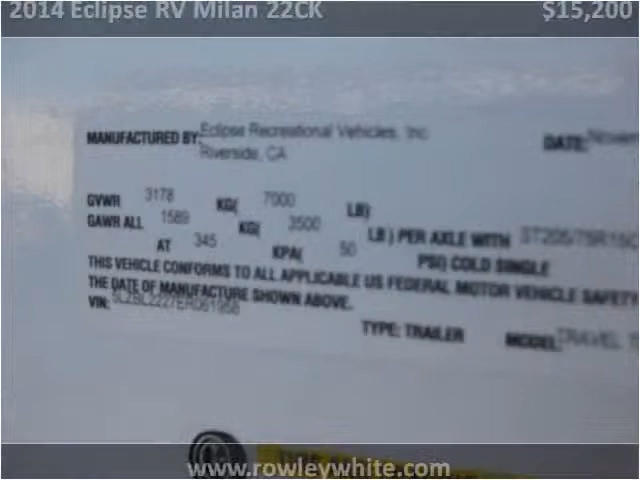 2014 Eclipse RV Milan 22CK $15,200
MANUFACTURED BY: Eclipse Recreational Vehicles, Inc DATE:
Riverside, CA
GVWR 3178 KG( 7000 LB)
GAWR ALL 1589 KG( 3500 LB ) PER AXLE WITH
AT 345 KPA( 50 PSI) COLD SINGLE
THIS VEHICLE CONFORMS TO ALL APPLICABLE US FEDERAL MOTOR VEHICLE SAFETY
THE DATE OF MANUFACTURE SHOWN ABOVE.
VIN:
TYPE: TRAILER MODEL: TRAVEL
www.rowleywhite.com